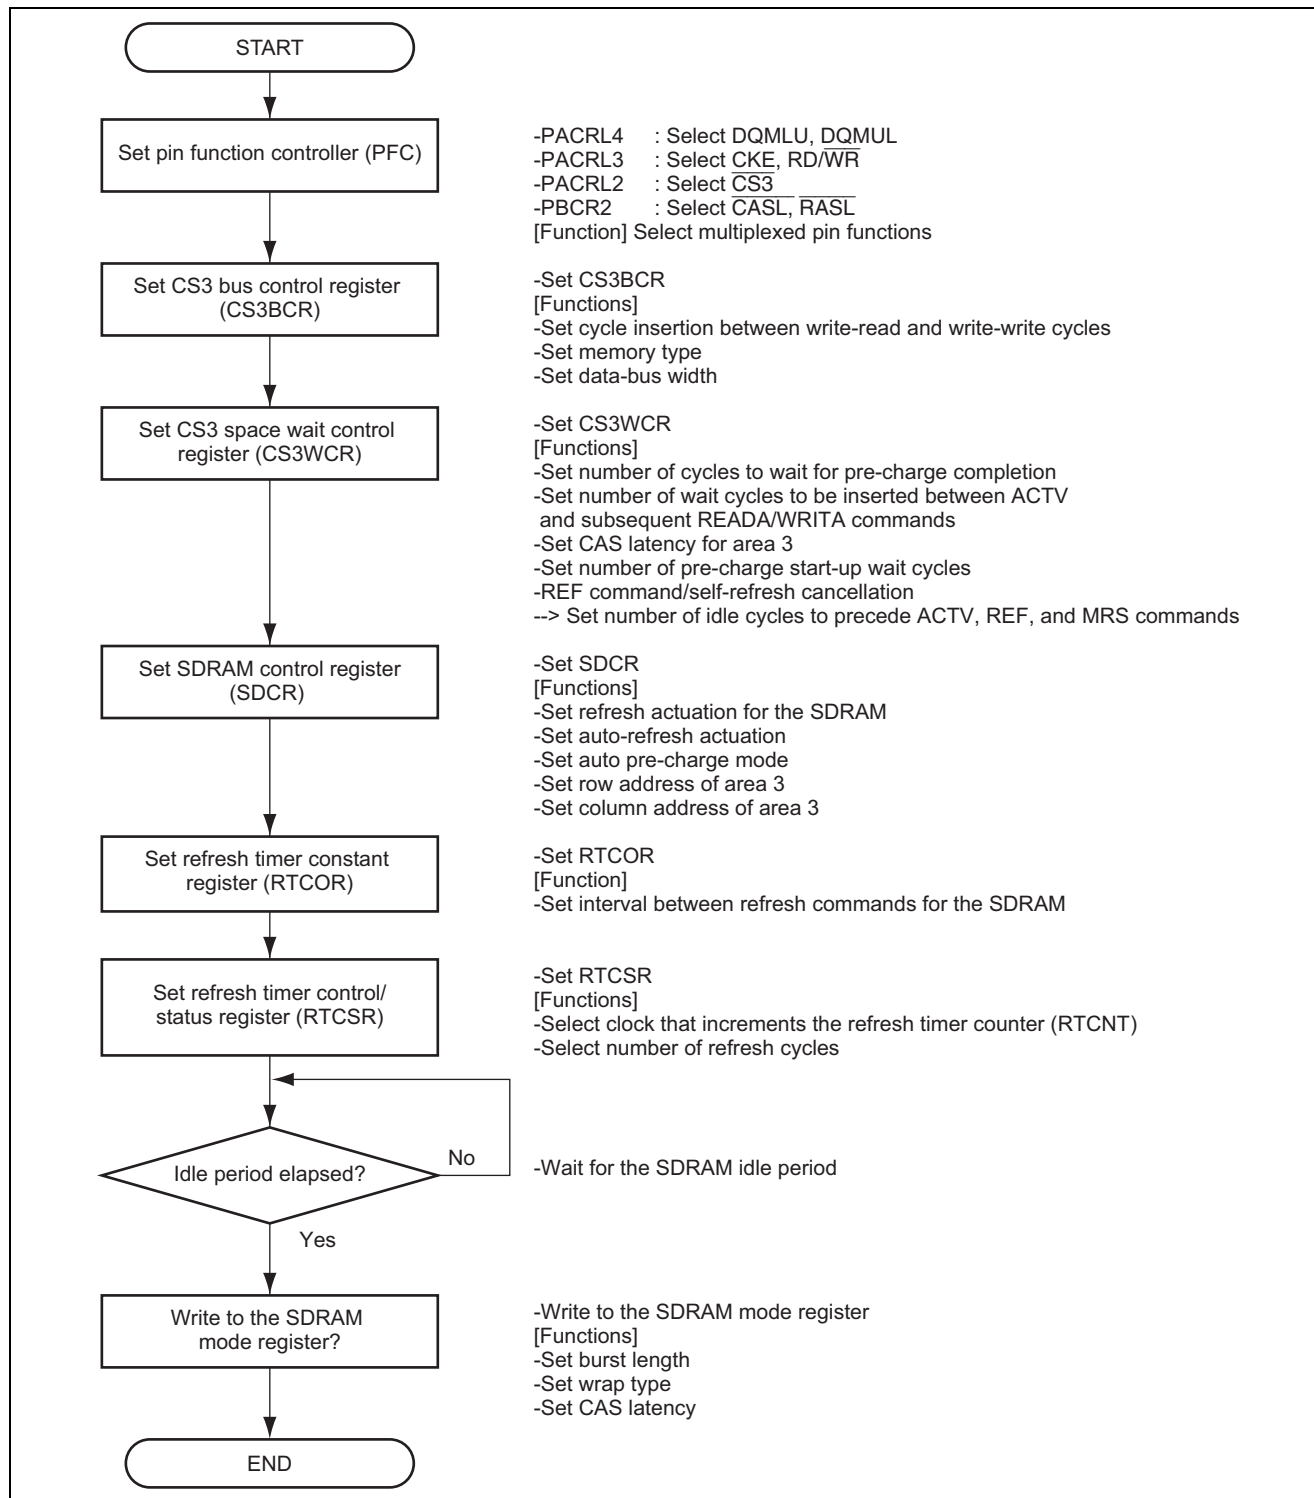 START
Set pin function controller (PFC)
-PACRL4 : Select DQMLU, DQMUL
-PACRL3 : Select CKE, RD/W̅R̅
-PACRL2 : Select C̅S̅3̅
-PBCR2 : Select C̅A̅S̅L̅, R̅A̅S̅L̅
[Function] Select multiplexed pin functions
Set CS3 bus control register
(CS3BCR)
-Set CS3BCR
[Functions]
-Set cycle insertion between write-read and write-write cycles
-Set memory type
-Set data-bus width
Set CS3 space wait control
register (CS3WCR)
-Set CS3WCR
[Functions]
-Set number of cycles to wait for pre-charge completion
-Set number of wait cycles to be inserted between ACTV
and subsequent READA/WRITA commands
-Set CAS latency for area 3
-Set number of pre-charge start-up wait cycles
-REF command/self-refresh cancellation
--> Set number of idle cycles to precede ACTV, REF, and MRS commands
Set SDRAM control register
(SDCR)
-Set SDCR
[Functions]
-Set refresh actuation for the SDRAM
-Set auto-refresh actuation
-Set auto pre-charge mode
-Set row address of area 3
-Set column address of area 3
Set refresh timer constant
register (RTCOR)
-Set RTCOR
[Function]
-Set interval between refresh commands for the SDRAM
Set refresh timer control/
status register (RTCSR)
-Set RTCSR
[Functions]
-Select clock that increments the refresh timer counter (RTCNT)
-Select number of refresh cycles
Idle period elapsed?
No
-Wait for the SDRAM idle period
Yes
Write to the SDRAM
mode register?
-Write to the SDRAM mode register
[Functions]
-Set burst length
-Set wrap type
-Set CAS latency
END